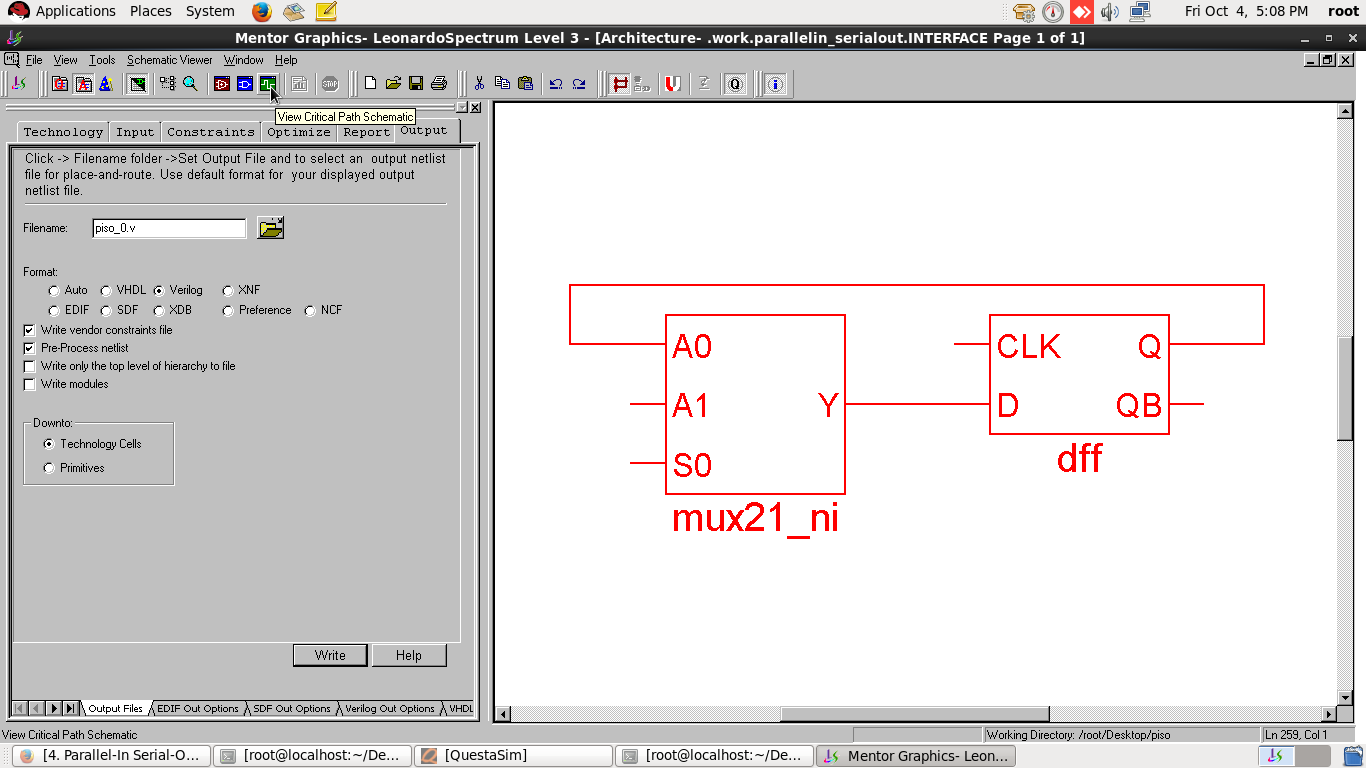 Applications Places System Fri Oct 4, 5:08 PM root
Mentor Graphics- LeonardoSpectrum Level 3 - [Architecture- .work.parallelin_serialout.INTERFACE Page 1 of 1]
File View Tools Schematic Viewer Window Help
STOP Q
View Critical Path Schematic
Technology Input Constraints Optimize Report Output
Click -> Filename folder ->Set Output File and to select an output netlist
file for place-and-route. Use default format for your displayed output
netlist file.
Filename: piso_0.v
Format:
Auto VHDL Verilog XNF
EDIF SDF XDB Preference NCF
Write vendor constraints file
Pre-Process netlist
Write only the top level of hierarchy to file
Write modules
Downto:
Technology Cells
Primitives
Write Help
Output Files EDIF Out Options SDF Out Options Verilog Out Options VHDL
A0
A1 Y
S0
mux21_ni
CLK Q
D QB
dff
View Critical Path Schematic Working Directory: /root/Desktop/piso Ln 259, Col 1
[4. Parallel-In Serial-O... [root@localhost:~/De... [QuestaSim] [root@localhost:~/De... Mentor Graphics- Leon...